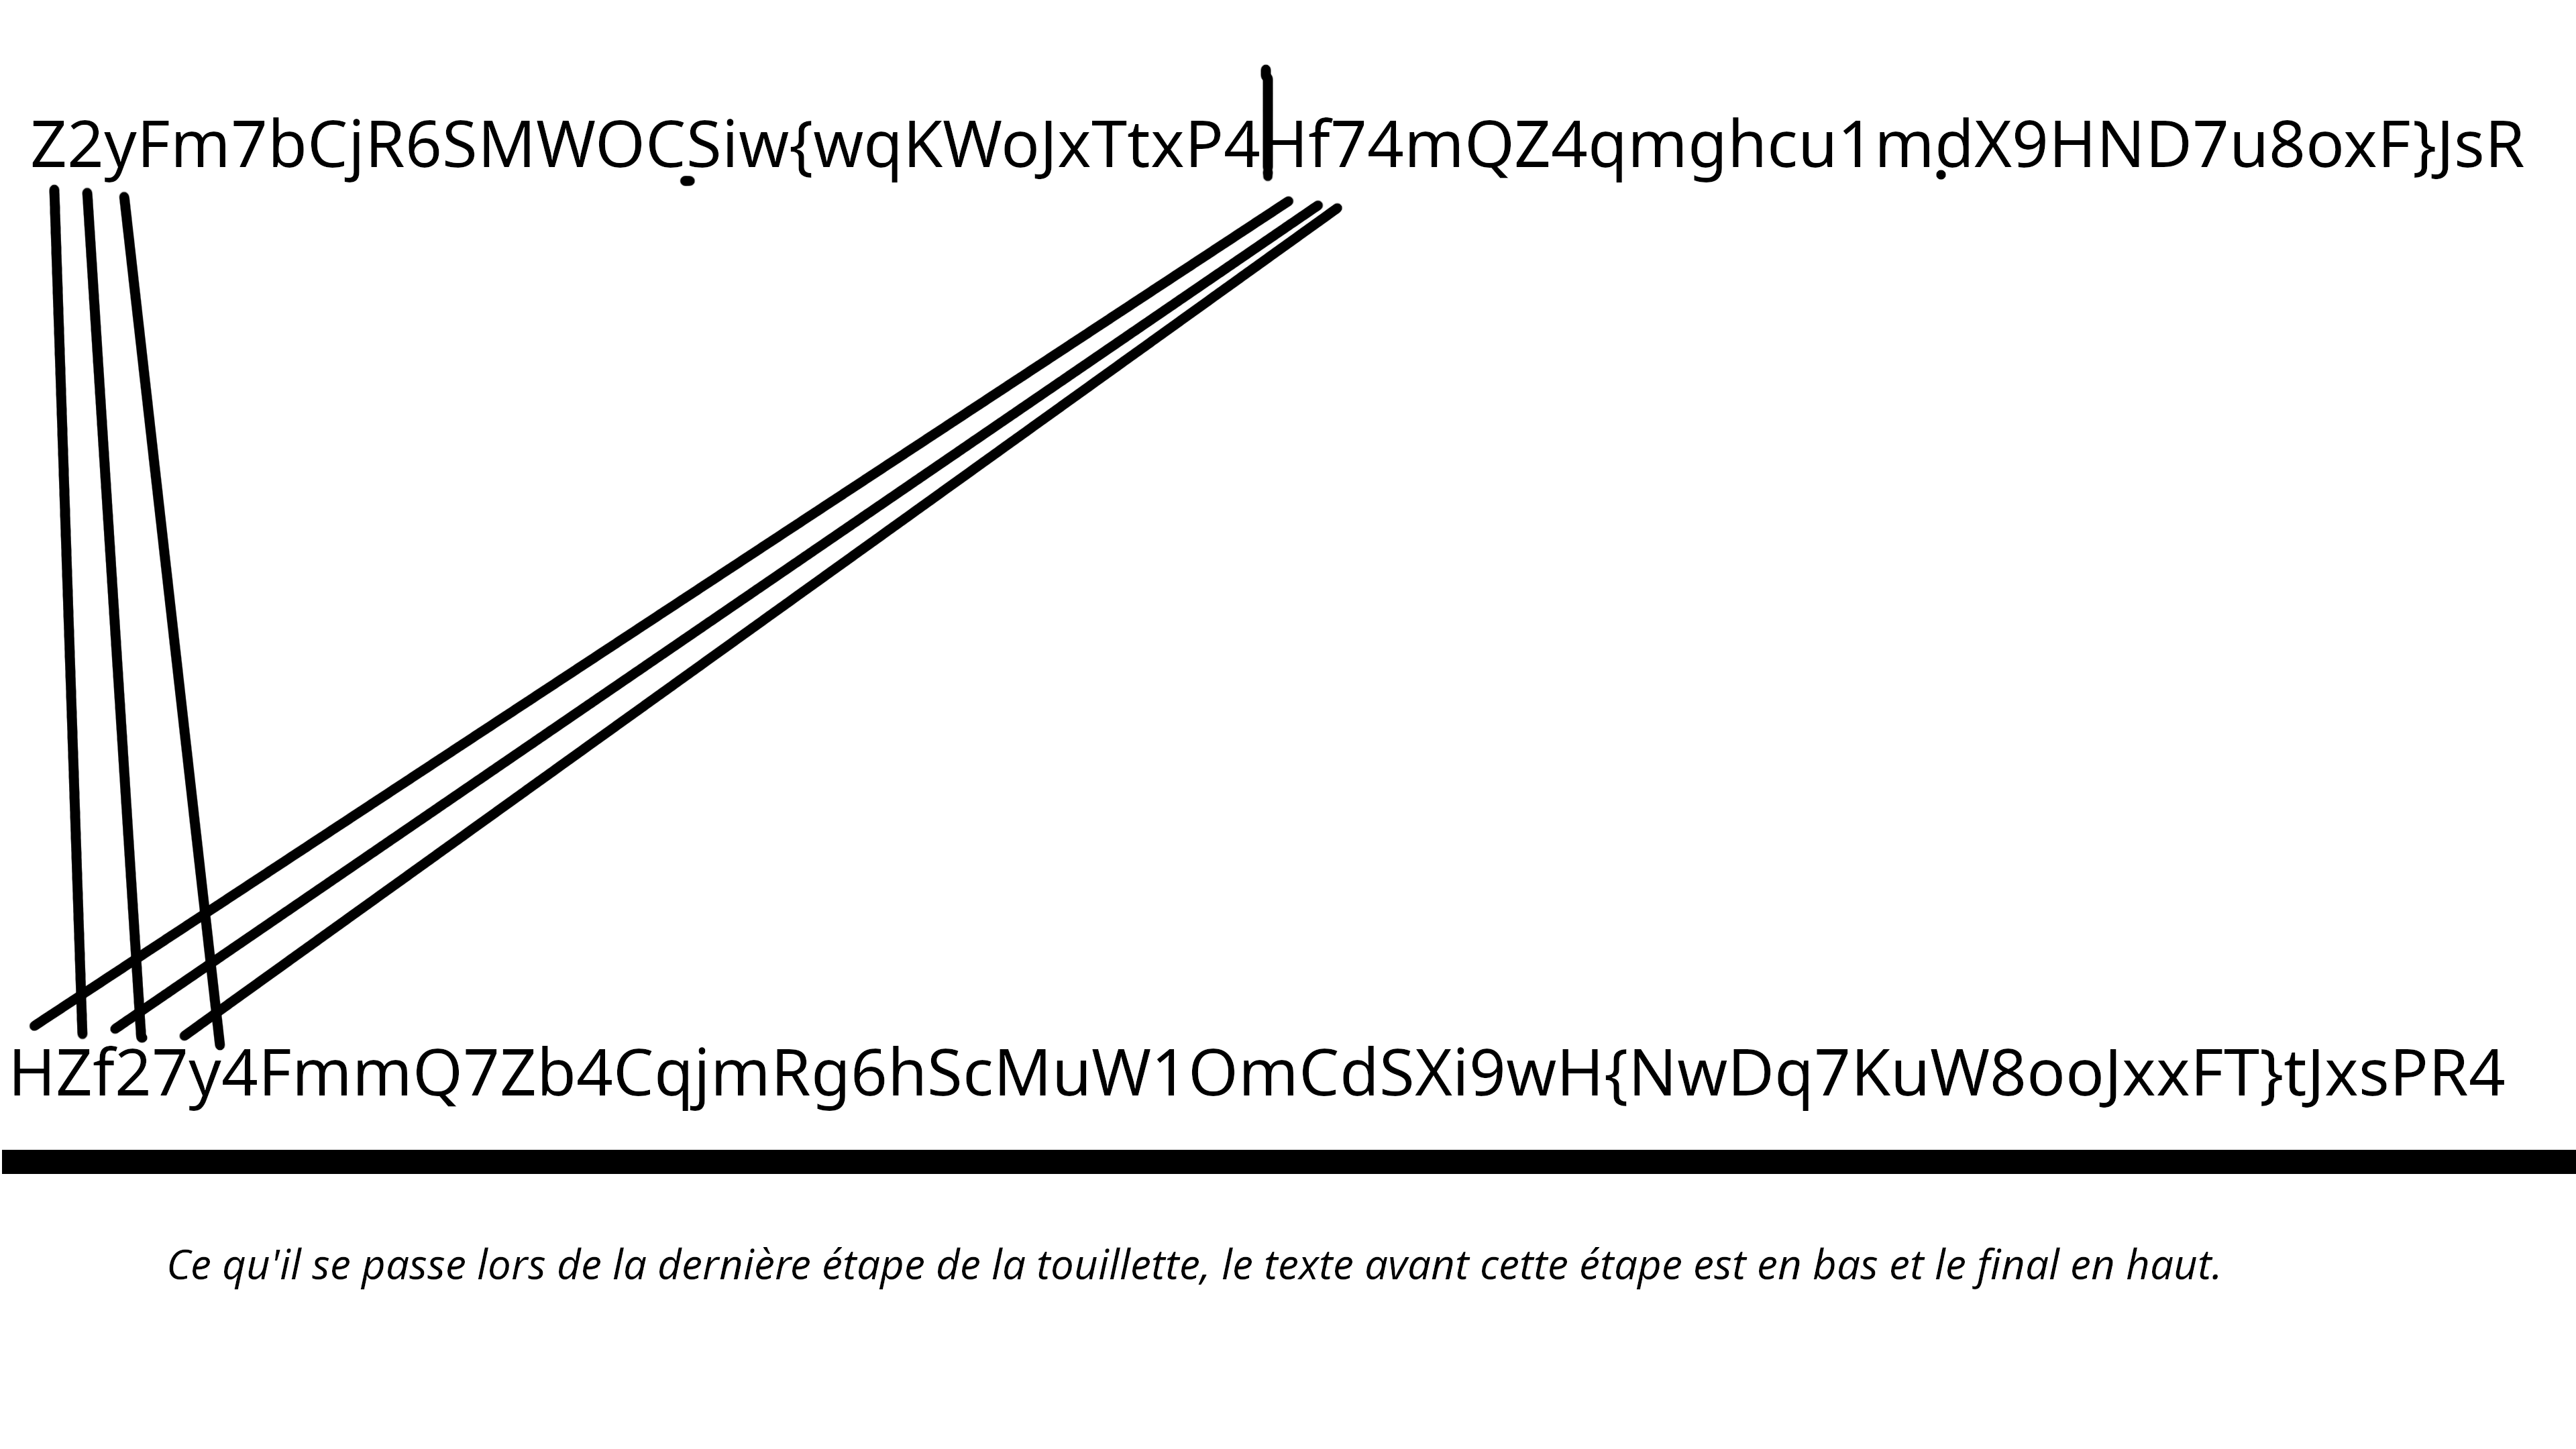 Z2yFm7bCjR6SMWOCSiw{wqKWoJxTtxP4Hf74mQZ4qmghcu1mdX9HND7u8oxF}JsR
HZf27y4FmmQ7Zb4CqjmRg6hScMuW1OmCdSXi9wH{NwDq7KuW8ooJxxFT}tJxsPR4
Ce qu'il se passe lors de la dernière étape de la touillette, le texte avant cette étape est en bas et le final en haut.